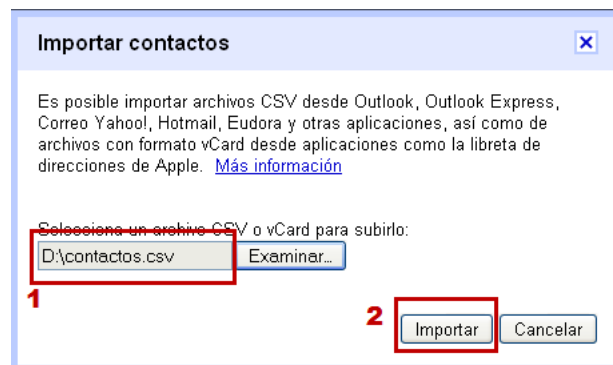 Importar contactos
Es posible importar archivos CSV desde Outlook, Outlook Express,
Correo Yahoo!, Hotmail, Eudora y otras aplicaciones, así como de
archivos con formato vCard desde aplicaciones como la libreta de
direcciones de Apple. Más información
Selecciona un archivo CSV o vCard para subirlo:
D:\contactos.csv Examinar...
1
2 Importar Cancelar